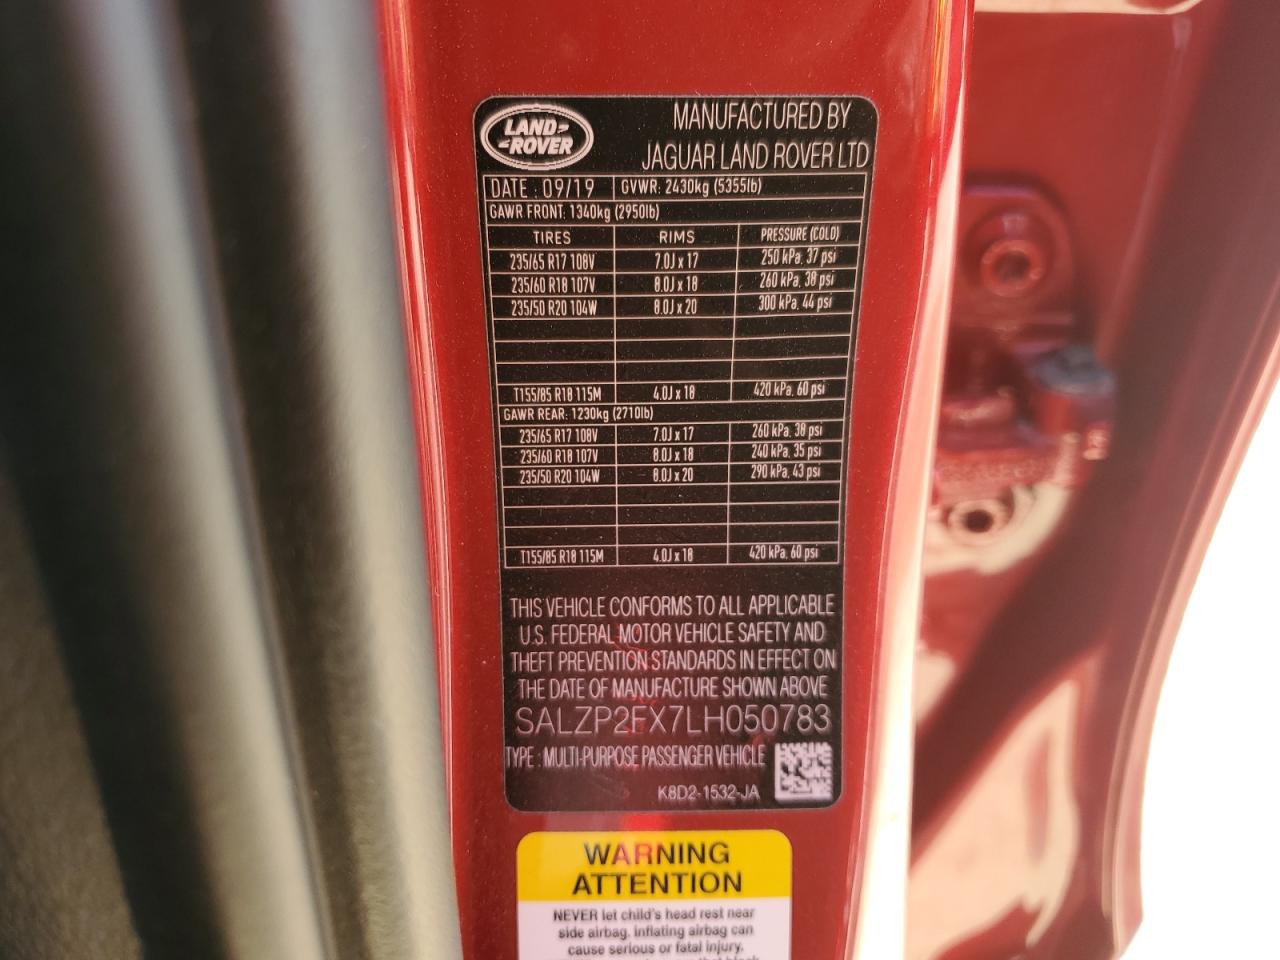 LAND-
-ROVER
MANUFACTURED BY
JAGUAR LAND ROVER LTD
DATE : 09/19 GVWR: 2430kg (5355lb)
GAWR FRONT: 1340kg (2950lb)
TIRES RIMS PRESSURE (COLD)
235/65 R17 108V 7.0J x 17 250 kPa, 37 psi
235/60 R18 107V 8.0J x 18 260 kPa, 38 psi
235/50 R20 104W 8.0J x 20 300 kPa, 44 psi
T155/85 R18 115M 4.0J x 18 420 kPa, 60 psi
GAWR REAR: 1230kg (2710lb)
235/65 R17 108V 7.0J x 17 260 kPa, 38 psi
235/60 R18 107V 8.0J x 18 240 kPa, 35 psi
235/50 R20 104W 8.0J x 20 290 kPa, 43 psi
T155/85 R18 115M 4.0J x 18 420 kPa, 60 psi
THIS VEHICLE CONFORMS TO ALL APPLICABLE
U.S. FEDERAL MOTOR VEHICLE SAFETY AND
THEFT PREVENTION STANDARDS IN EFFECT ON
THE DATE OF MANUFACTURE SHOWN ABOVE
SALZP2FX7LH050783
TYPE : MULTI-PURPOSE PASSENGER VEHICLE
K8D2-1532-JA
WARNING
ATTENTION
NEVER let child's head rest near
side airbag, inflating airbag can
cause serious or fatal injury.